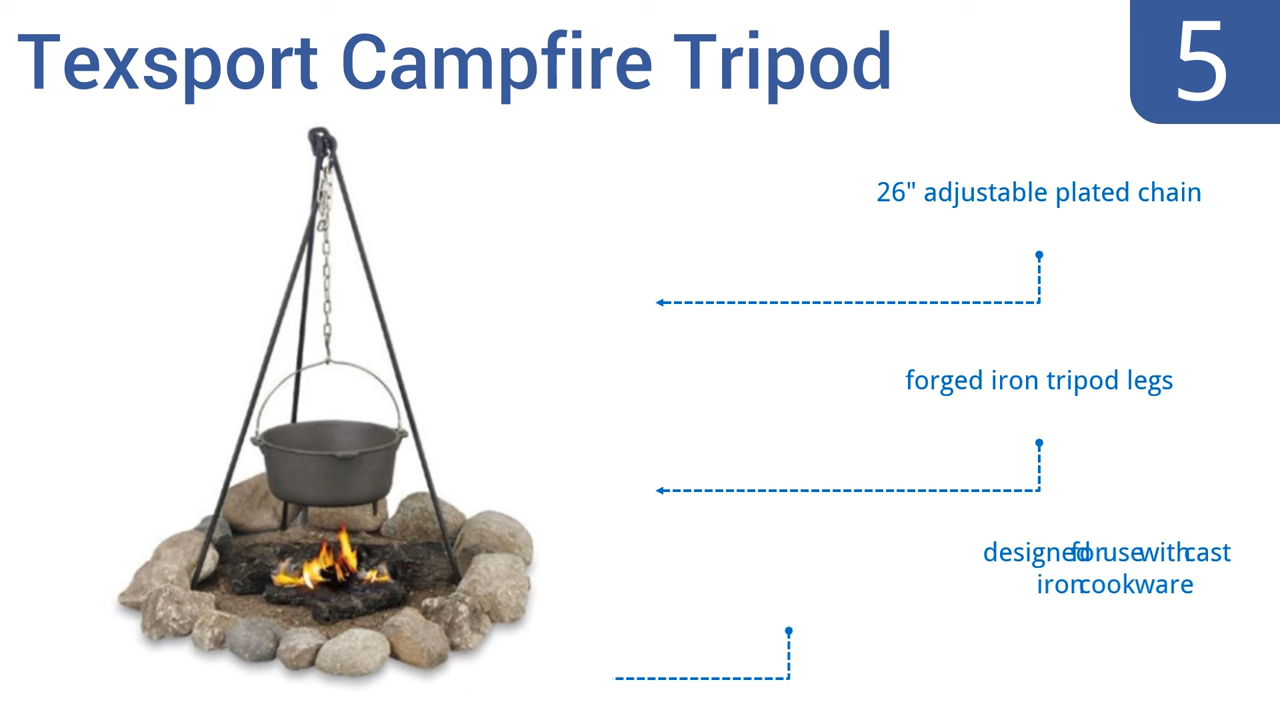 Texsport Campfire Tripod
5
26" adjustable plated chain
forged iron tripod legs
designed for use with cast
iron cookware